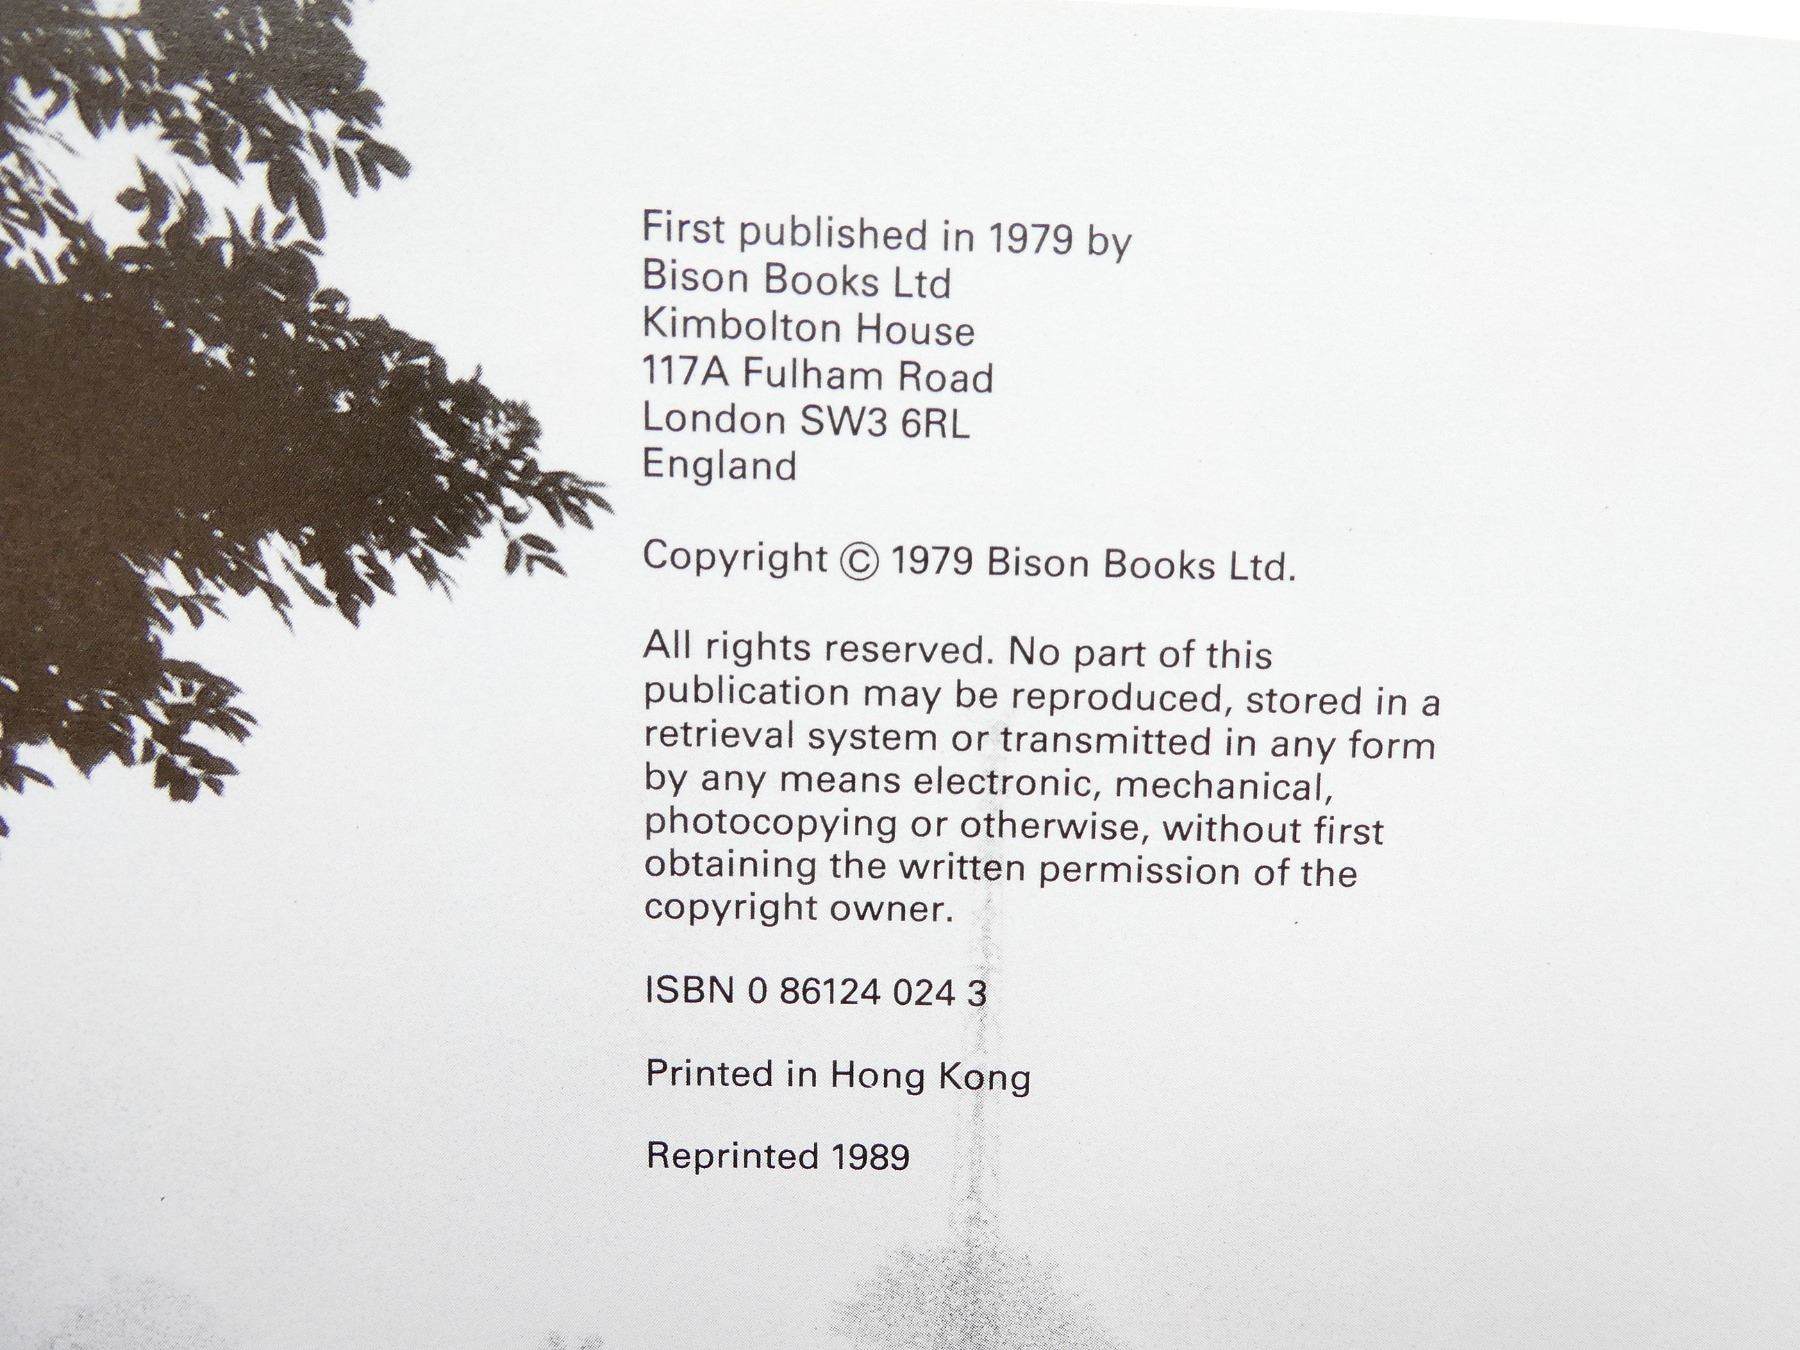 First published in 1979 by
Bison Books Ltd
Kimbolton House
117A Fulham Road
London SW3 6RL
England
Copyright © 1979 Bison Books Ltd.
All rights reserved. No part of this
publication may be reproduced, stored in a
retrieval system or transmitted in any form
by any means electronic, mechanical,
photocopying or otherwise, without first
obtaining the written permission of the
copyright owner.
ISBN 0 86124 024 3
Printed in Hong Kong
Reprinted 1989